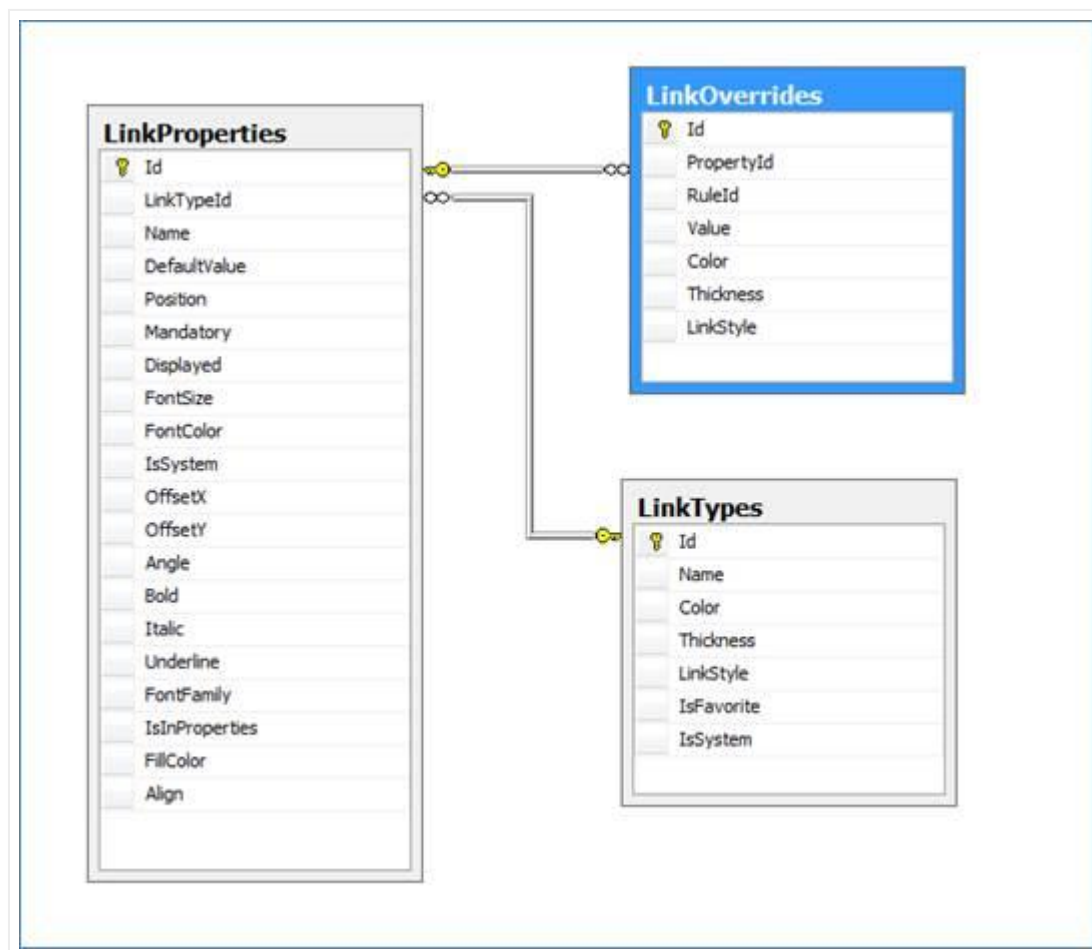 LinkProperties
Id
LinkTypeId
Name
DefaultValue
Position
Mandatory
Displayed
FontSize
FontColor
IsSystem
OffsetX
OffsetY
Angle
Bold
Italic
Underline
FontFamily
IsInProperties
FillColor
Align
LinkOverrides
Id
PropertyId
RuleId
Value
Color
Thickness
LinkStyle
LinkTypes
Id
Name
Color
Thickness
LinkStyle
IsFavorite
IsSystem